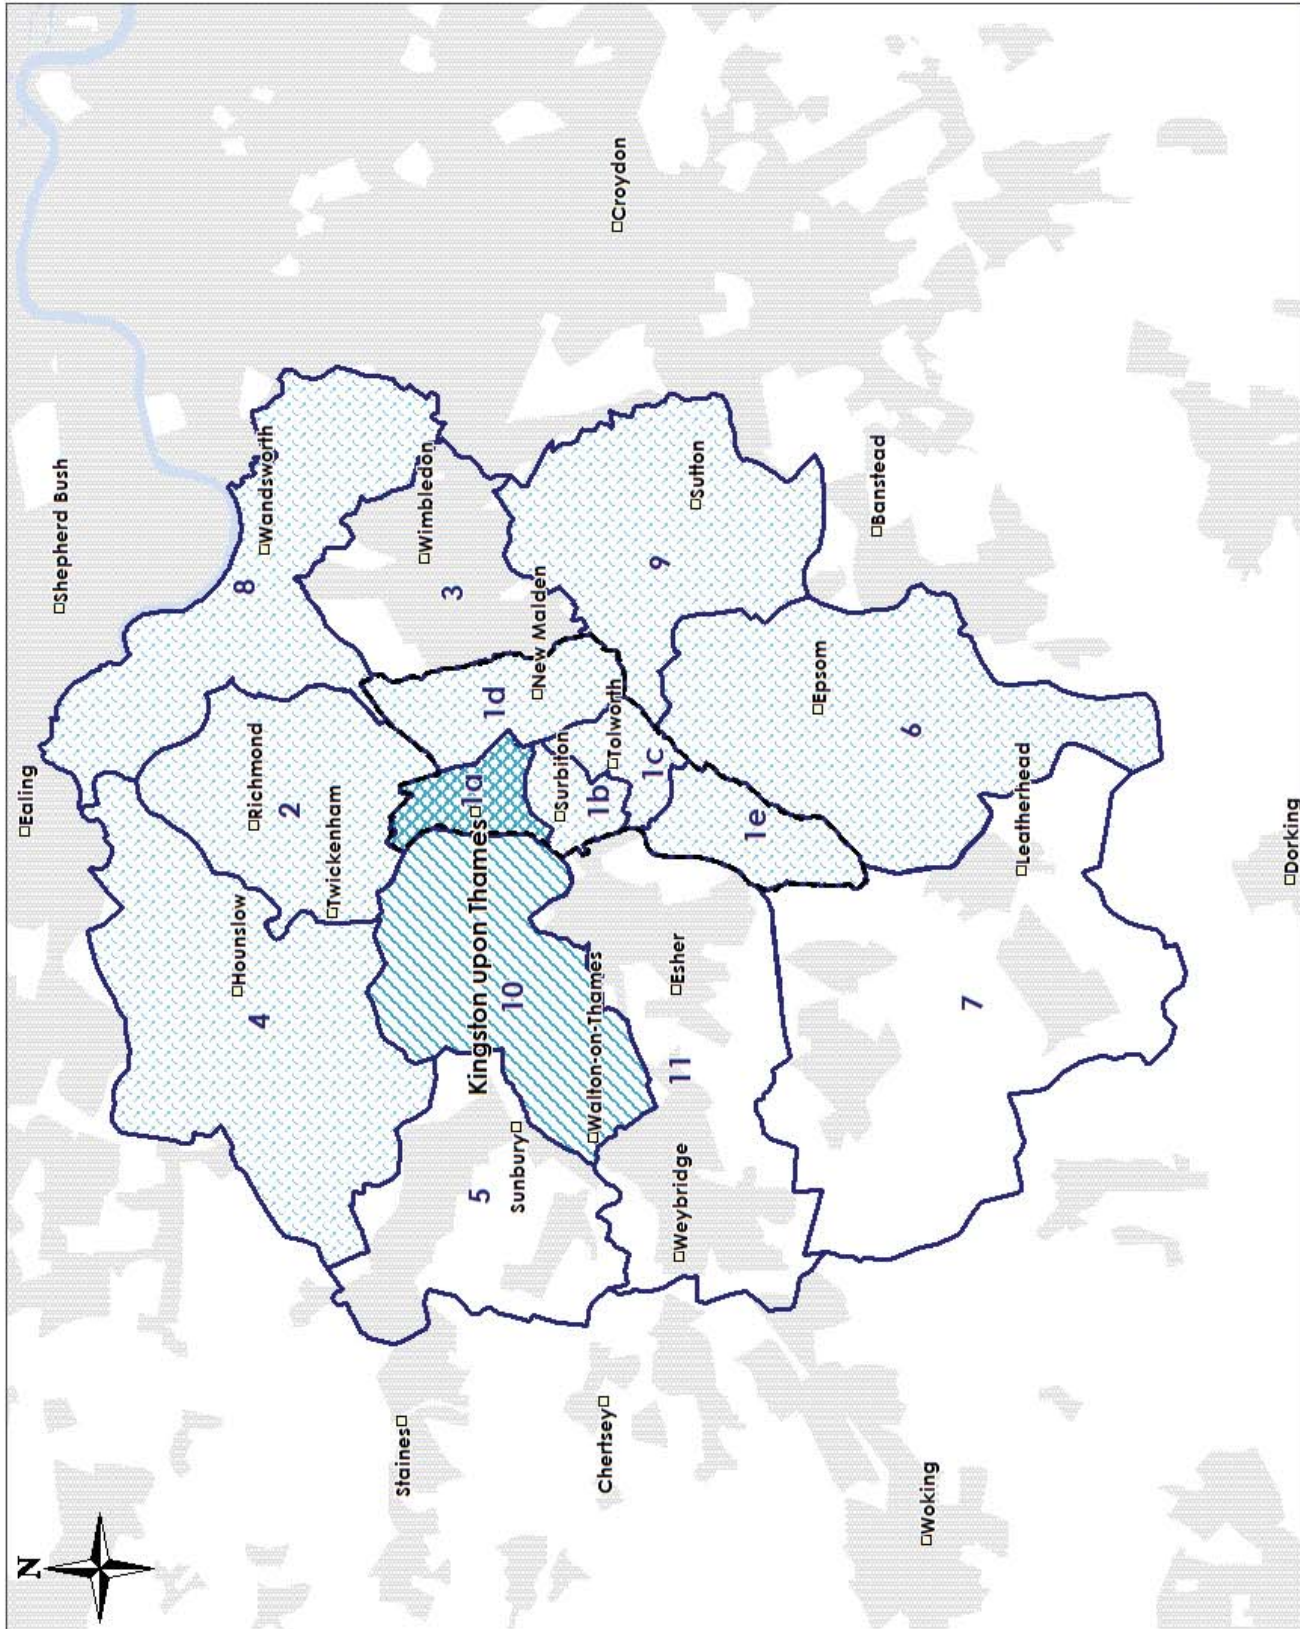 N
Ealing
Shepherd Bush
Hounslow
8
Richmond
4
Wandsworth
2
Twickenham
Staines
Wimbledon
3
1a
Kingston upon Thames
5
1d
10
Sunbury
New Malden
Surbiton
Walton-on-Thames
1b
Chertsey
Tolworth
Croydon
1c
9
Esher
Weybridge
11
Sutton
1e
Epsom
Banstead
6
Woking
7
Leatherhead
Dorking